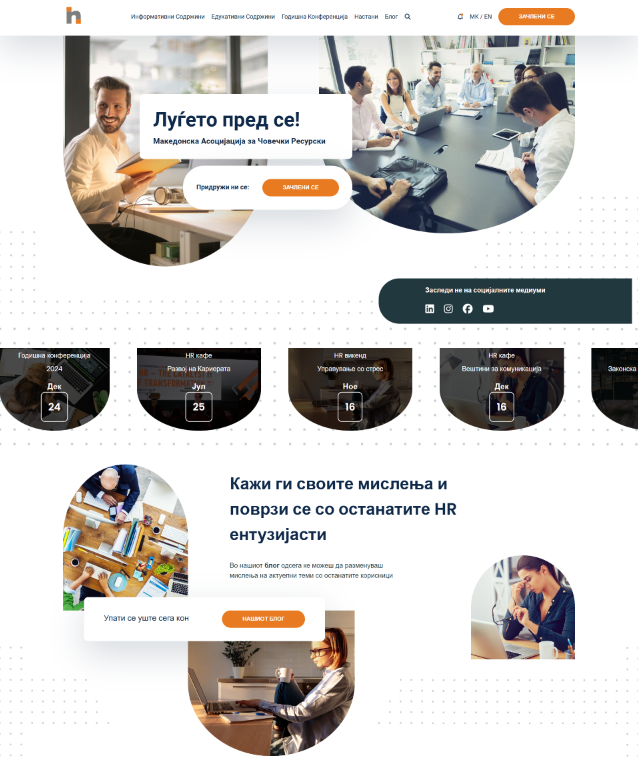 Информативни Содржини Едукативни Содржини Годишна Конференција Настани Блог
MK / EN
ЗАЧЛЕНИ СЕ
Луѓето пред се!
Македонска Асоцијација за Човечки Ресурски
Придружи ни се:
ЗАЧЛЕНИ СЕ
Заследи не на социјалните медиуми
Годишна конференција
2024
Дек
24
HR кафе
Развој на Кариерата
Јул
25
HR викенд
Управување со стрес
Ное
16
HR кафе
Вештини за комуникација
Дек
16
Законска
Кажи ги своите мислења и
поврзи се со останатите HR
ентузијасти
Во нашиот блог одсега ке можеш да разменуваш
мислења на актуелни теми со останатите корисници
Упати се уште сега кон
НАШИОТ БЛОГ